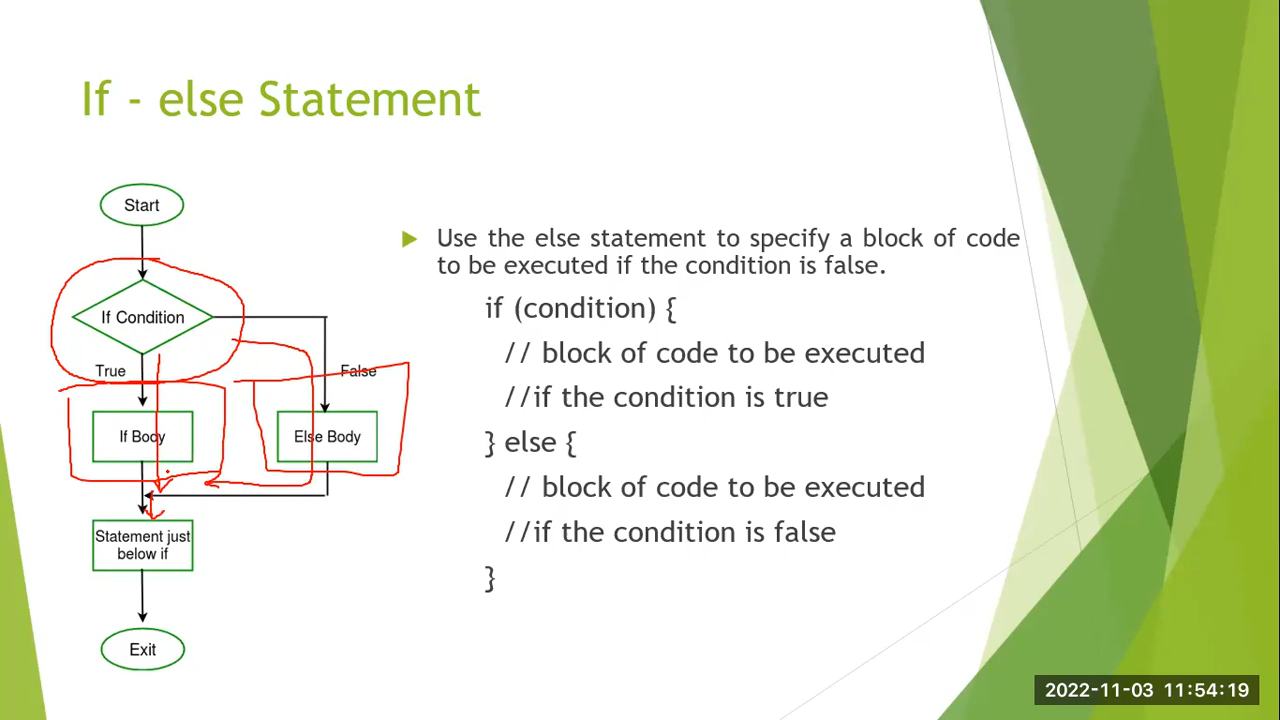 If - else Statement
Start
If Condition
True
False
If Body
Else Body
Statement just
below if
Exit
Use the else statement to specify a block of code
to be executed if the condition is false.
if (condition) {
// block of code to be executed
//if the condition is true
} else {
// block of code to be executed
//if the condition is false
}
2022-11-03 11:54:19